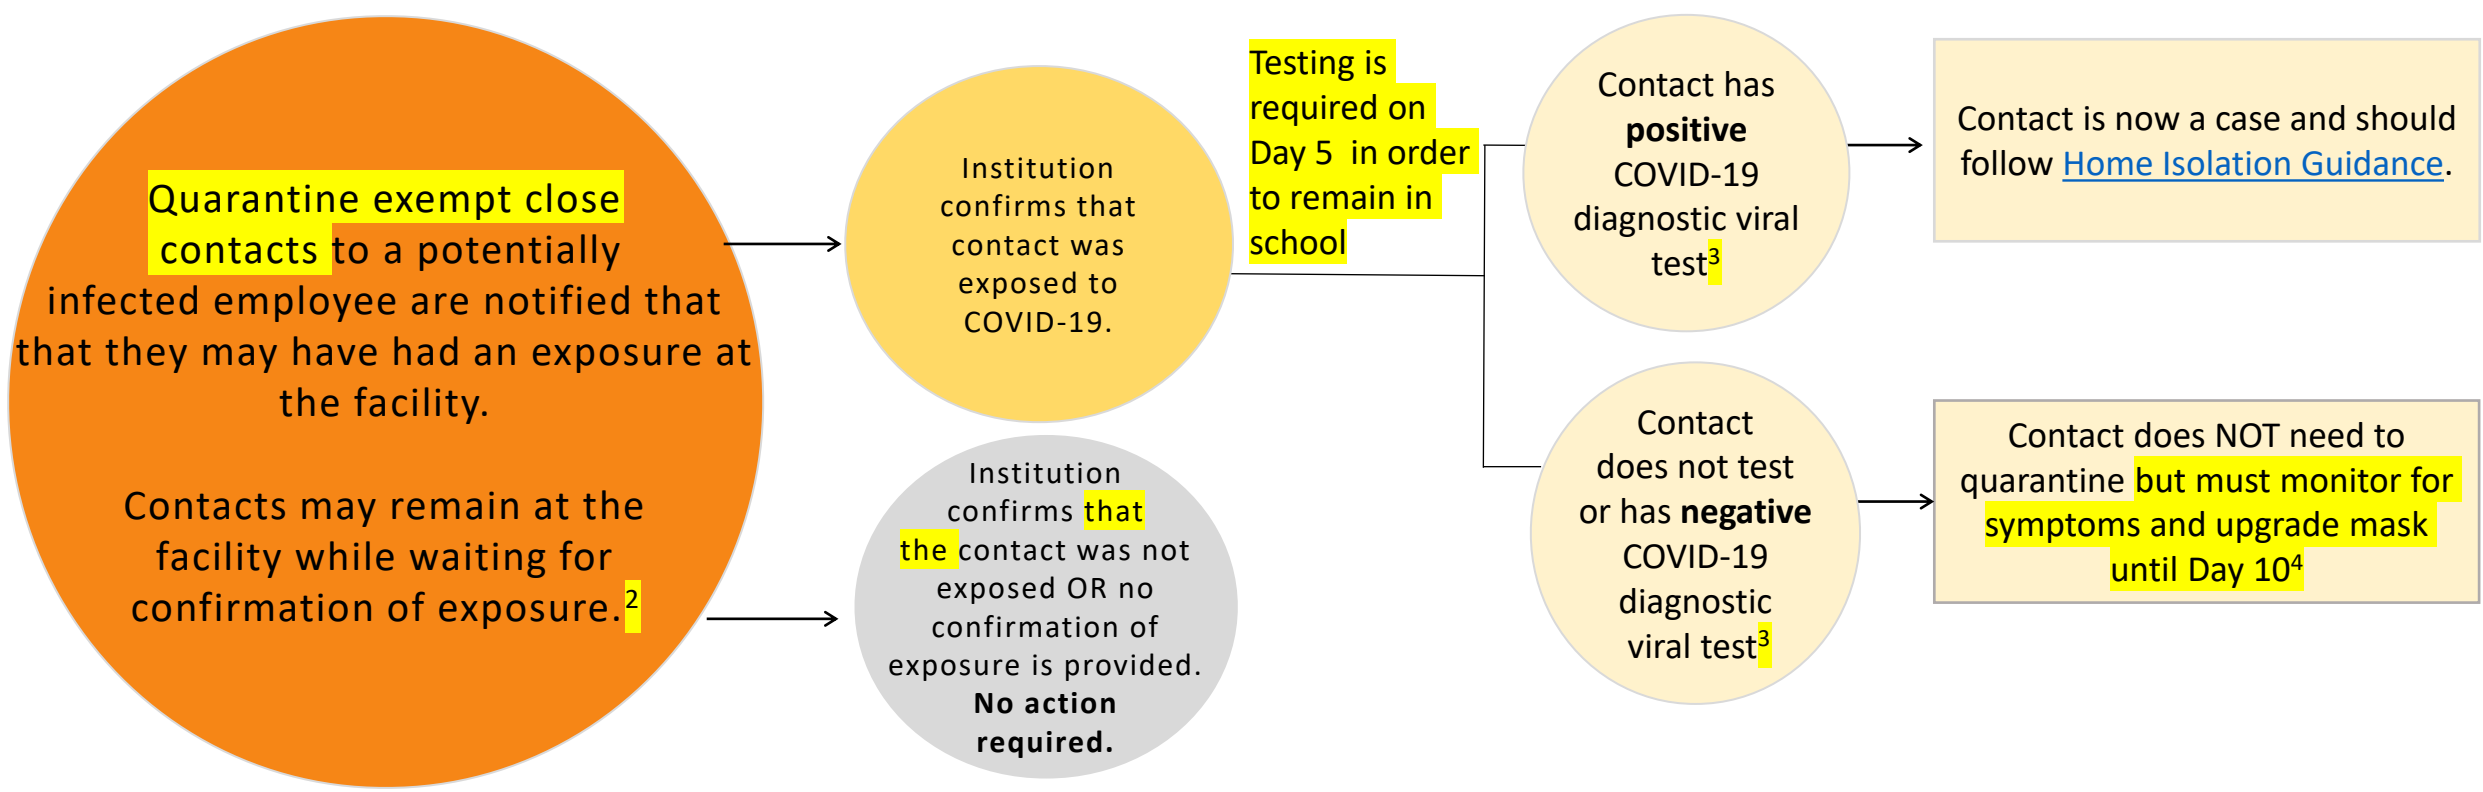 Quarantine exempt close
contacts to a potentially
infected employee are notified that
that they may have had an exposure at
the facility.
Contacts may remain at the
facility while waiting for
confirmation of exposure.2
Institution
confirms that
contact was
exposed to
COVID-19.
Institution
confirms that
the contact was not
exposed OR no
confirmation of
exposure is provided.
No action
required.
Testing is
required on
Day 5 in order
to remain in
school
Contact has
positive
COVID-19
diagnostic viral
test3
Contact is now a case and should
follow Home Isolation Guidance.
Contact
does not test
or has negative
COVID-19
diagnostic
viral test3
Contact does NOT need to
quarantine but must monitor for
symptoms and upgrade mask
until Day 104